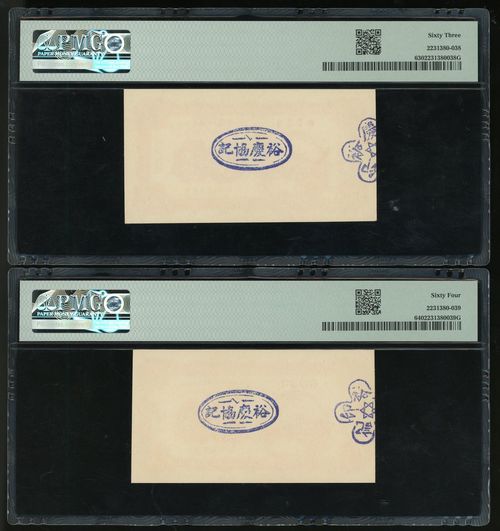 PMG
PAPER MONEY GUARANTY
Sixty Three
2231380-038
6302231380038G
裕慶協記
PMG
PAPER MONEY GUARANTY
Sixty Four
2231380-039
6402231380039G
裕慶協記